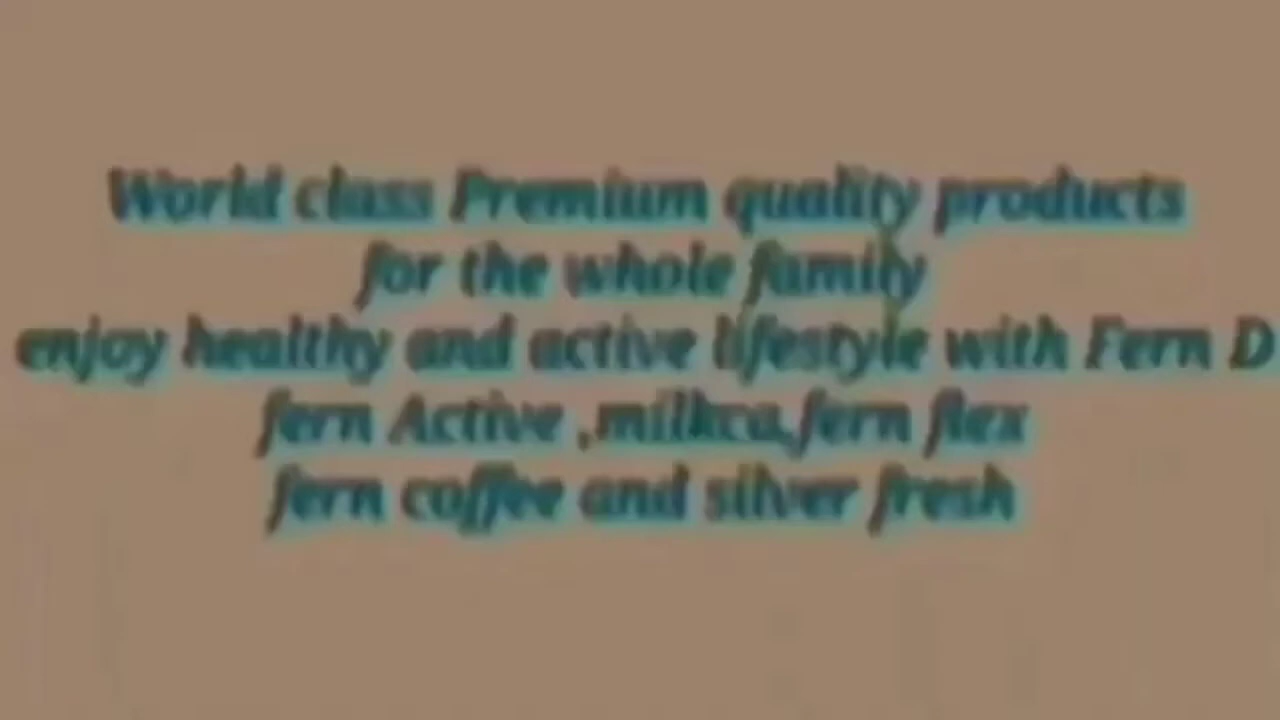 World class Premium quality products
for the whole family
enjoy healthy and active lifestyle with Fern D
fern Active ,milkca,fern flex
fern coffee and silver fresh